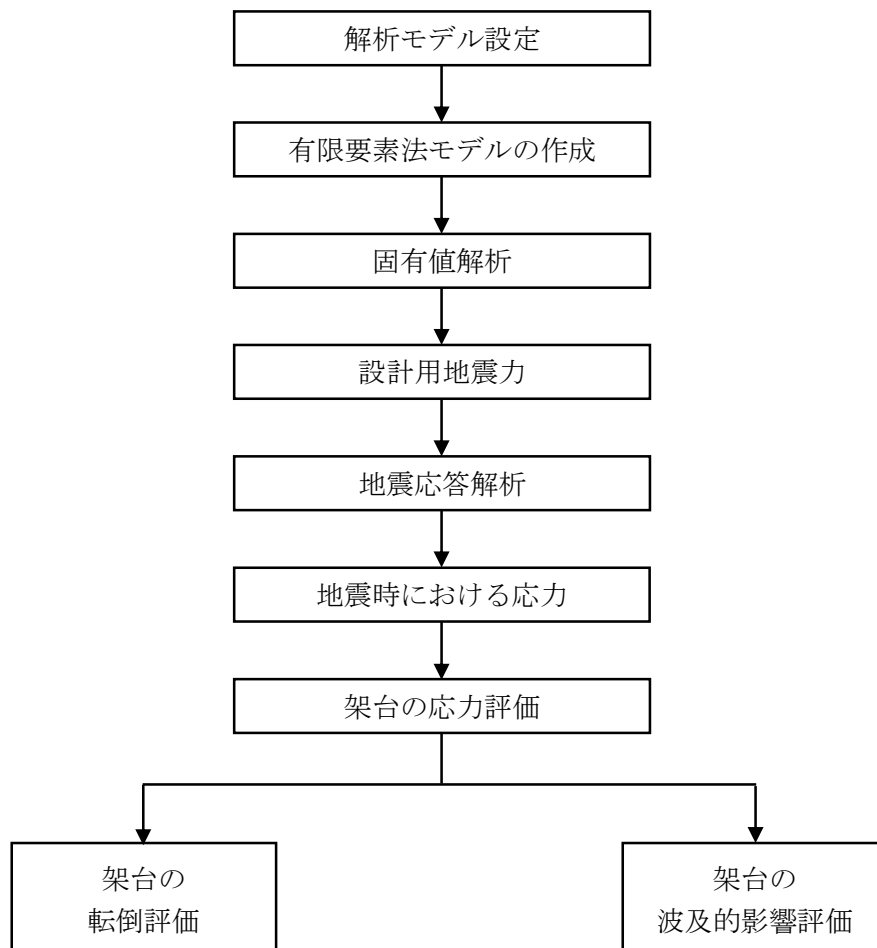 解析モデル設定
有限要素法モデルの作成
固有値解析
設計用地震力
地震応答解析
地震時における応力
架台の応力評価
架台の
転倒評価
架台の
波及的影響評価